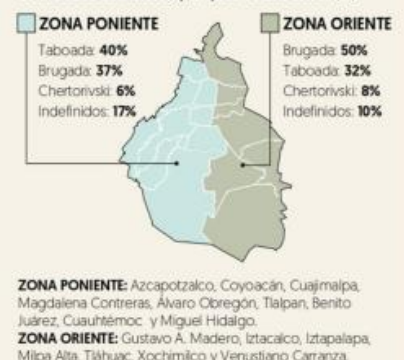 ZONA PONIENTE
Taboada: 40%
Brugada: 37%
Chertorivski: 6%
Indefinidos: 17%
ZONA ORIENTE
Brugada: 50%
Taboada: 32%
Chertorivski: 8%
Indefinidos: 10%
ZONA PONIENTE: Azcapotzalco, Coyoacán, Cuajimalpa,
Magdalena Contreras, Álvaro Obregón, Tlalpan, Benito
Juárez, Cuauhtémoc y Miguel Hidalgo.
ZONA ORIENTE: Gustavo A. Madero, Iztacalco, Iztapalapa,
Milpa Alta, Tláhuac, Xochimilco y Venustiano Carranza